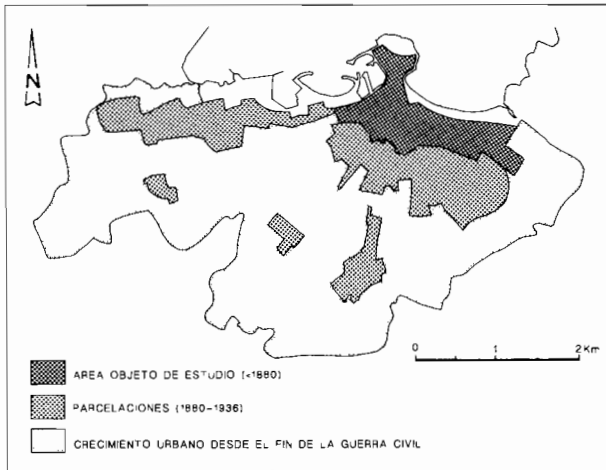 N
0 1 2 Km
AREA OBJETO DE ESTUDIO (<1880)
PARCELACIONES (1880-1936)
CRECIMIENTO URBANO DESDE EL FIN DE LA GUERRA CIVIL